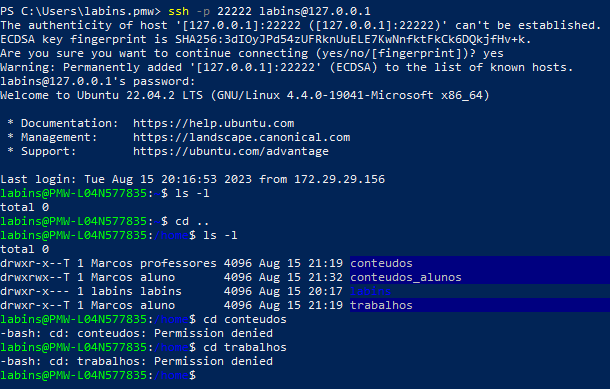 PS C:\Users\labins.pmw> ssh -p 22222 labins@127.0.0.1
The authenticity of host '[127.0.0.1]:22222 ([127.0.0.1]:22222)' can't be established.
ECDSA key fingerprint is SHA256:3dIOyJPd54zUFRknUuELE7KwNnfktFkCk6DQkjfHv+k.
Are you sure you want to continue connecting (yes/no/[fingerprint])? yes
Warning: Permanently added '[127.0.0.1]:22222' (ECDSA) to the list of known hosts.
labins@127.0.0.1's password:
Welcome to Ubuntu 22.04.2 LTS (GNU/Linux 4.4.0-19041-Microsoft x86_64)
* Documentation: https://help.ubuntu.com
* Management: https://landscape.canonical.com
* Support: https://ubuntu.com/advantage
Last login: Tue Aug 15 20:16:53 2023 from 172.29.29.156
labins@PMW-L04N577835: $ ls -l
total 0
labins@PMW-L04N577835: $ cd ..
labins@PMW-L04N577835:/home$ ls -l
total 0
drwxr-x--T 1 Marcos professores 4096 Aug 15 21:19 conteudos
drwxrwx--T 1 Marcos aluno 4096 Aug 15 21:32 conteudos_alunos
drwxr-x--- 1 labins labins 4096 Aug 15 20:17 labins
drwxr-x--T 1 Marcos aluno 4096 Aug 15 21:19 trabalhos
labins@PMW-L04N577835:/home$ cd conteudos
-bash: cd: conteudos: Permission denied
labins@PMW-L04N577835:/home$ cd trabalhos
-bash: cd: trabalhos: Permission denied
labins@PMW-L04N577835:/home$